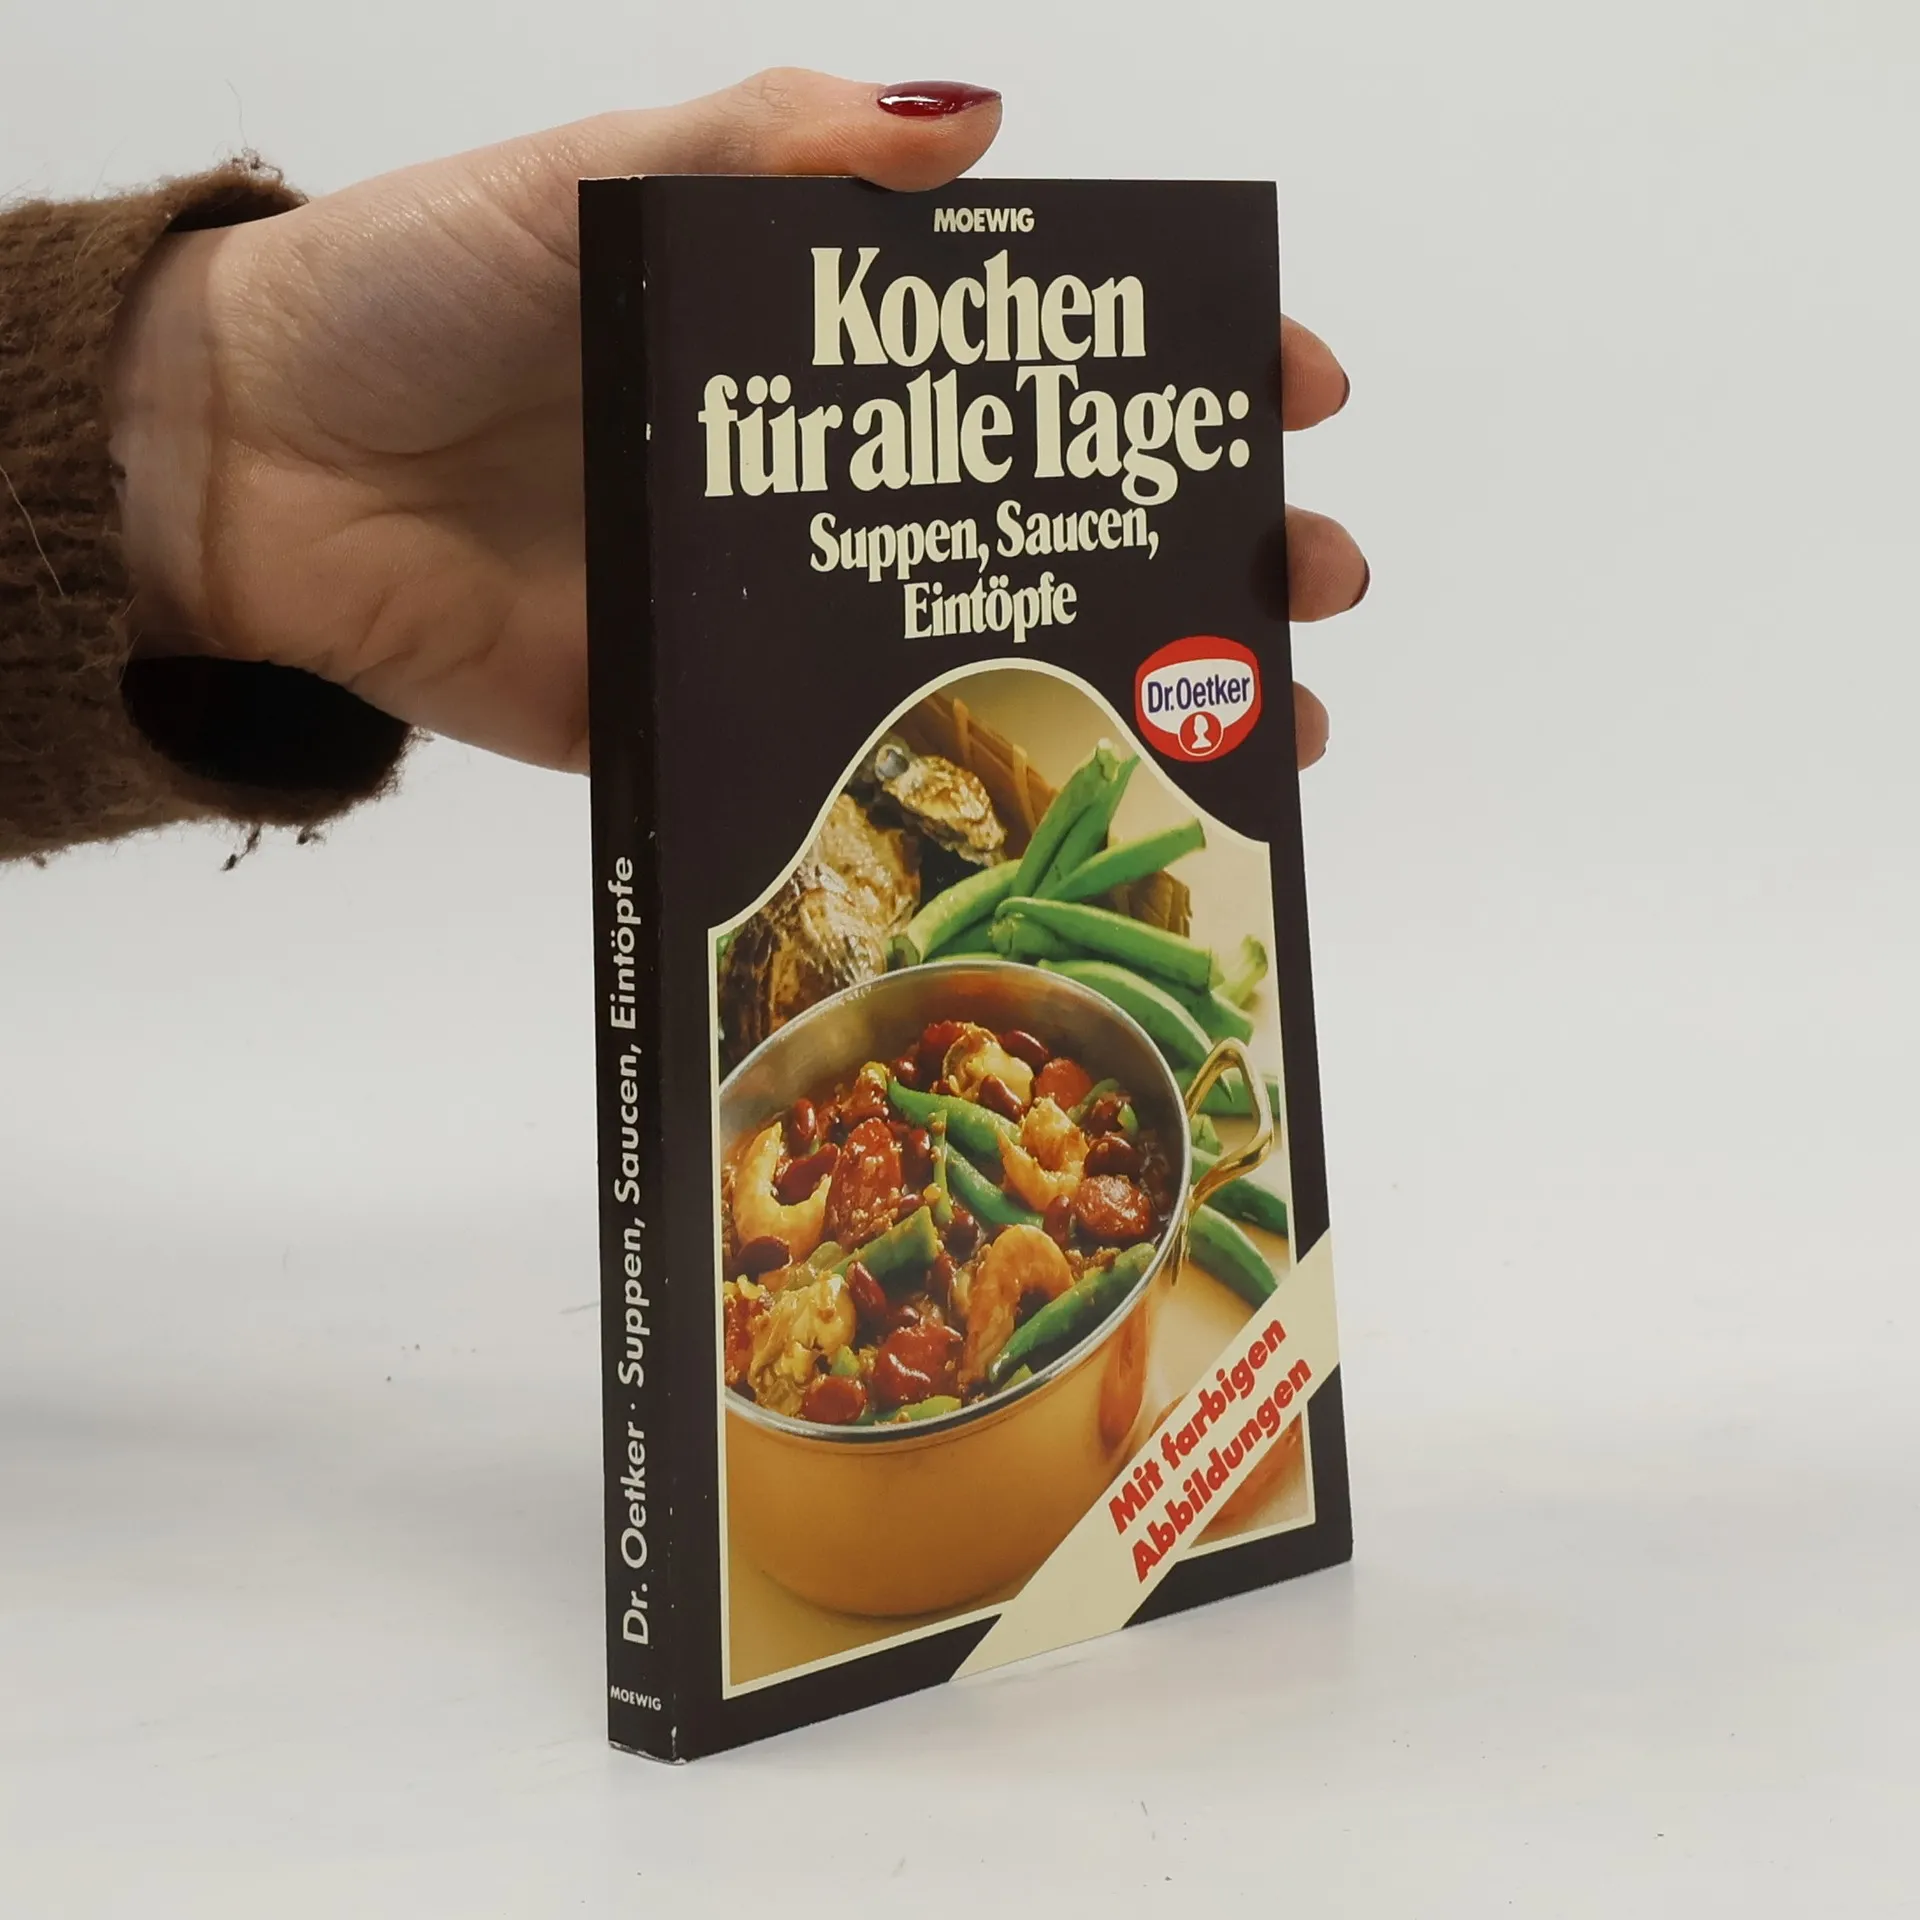 MOEWIG
Kochen
für alle Tage:
Suppen, Saucen,
Eintöpfe
Dr. Oetker
Mit farbigen
Abbildungen
Dr. Oetker · Suppen, Saucen, Eintöpfe
MOEWIG